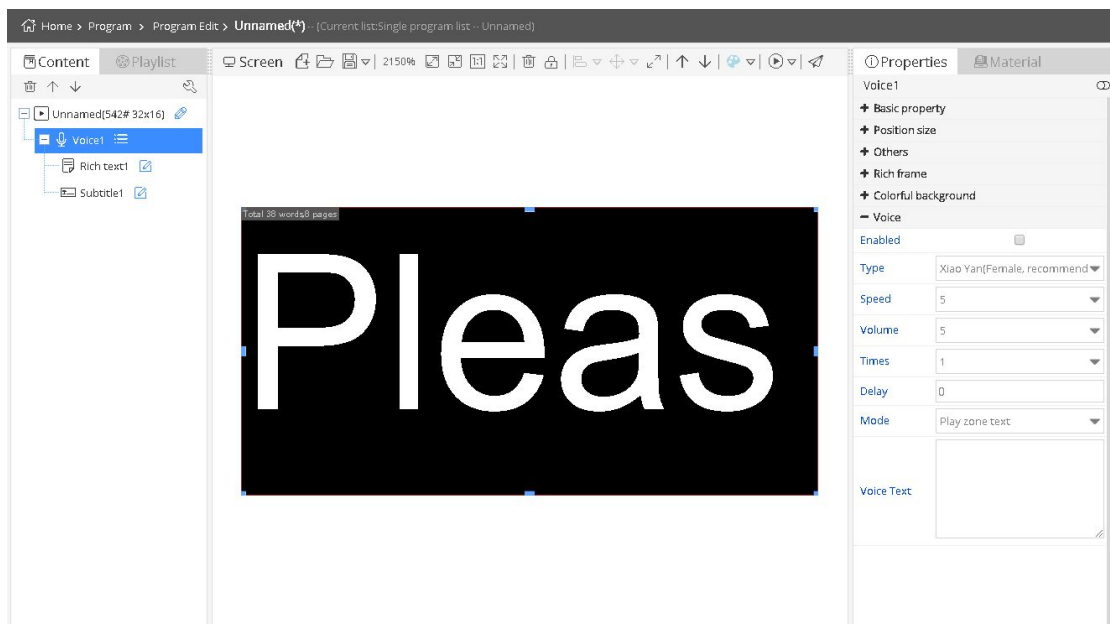 Home > Program > Program Edit > Unnamed(*) -- (Current list:Single program list -- Unnamed)
Content Playlist
Screen 2150% 1:1
Properties Material
Voice1
Unnamed(542# 32x16)
Voice1
Rich text1
Subtitle1
Total 38 words,8 pages
Pleas
Basic property
Position size
Others
Rich frame
Colorful background
Voice
Enabled
Type Xiao Yan(Female, recommend
Speed 5
Volume 5
Times 1
Delay 0
Mode Play zone text
Voice Text